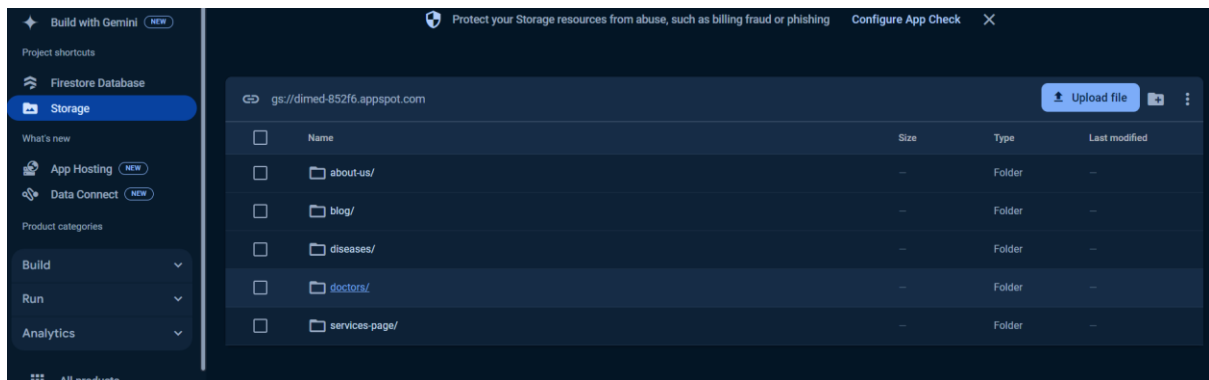 Build with Gemini NEW
Project shortcuts
Firestore Database
Storage
What's new
App Hosting NEW
Data Connect NEW
Product categories
Build
Run
Analytics
All products
Protect your Storage resources from abuse, such as billing fraud or phishing Configure App Check
gs://dimed-852f6.appspot.com
Upload file
Name Size Type Last modified
about-us/ — Folder —
blog/ — Folder —
diseases/ — Folder —
doctors/ — Folder —
services-page/ — Folder —